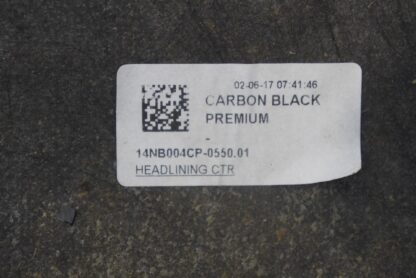 02-06-17 07:41:46
CARBON BLACK
PREMIUM
-
14NB004CP-0550.01
HEADLINING CTR